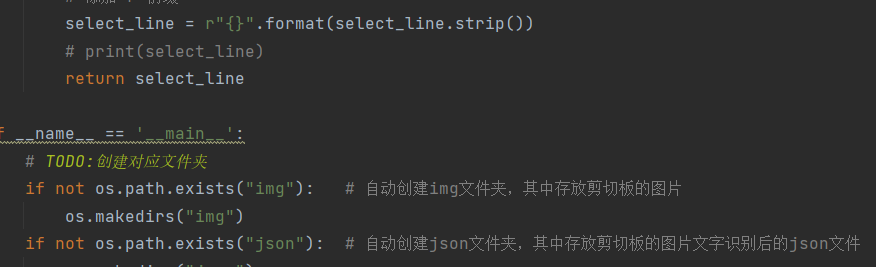 select_line = r"{}".format(select_line.strip())
# print(select_line)
return select_line
__name__ == '__main__':
# TODO:创建对应文件夹
if not os.path.exists("img"): # 自动创建img文件夹，其中存放剪切板的图片
os.makedirs("img")
if not os.path.exists("json"): # 自动创建json文件夹，其中存放剪切板的图片文字识别后的json文件